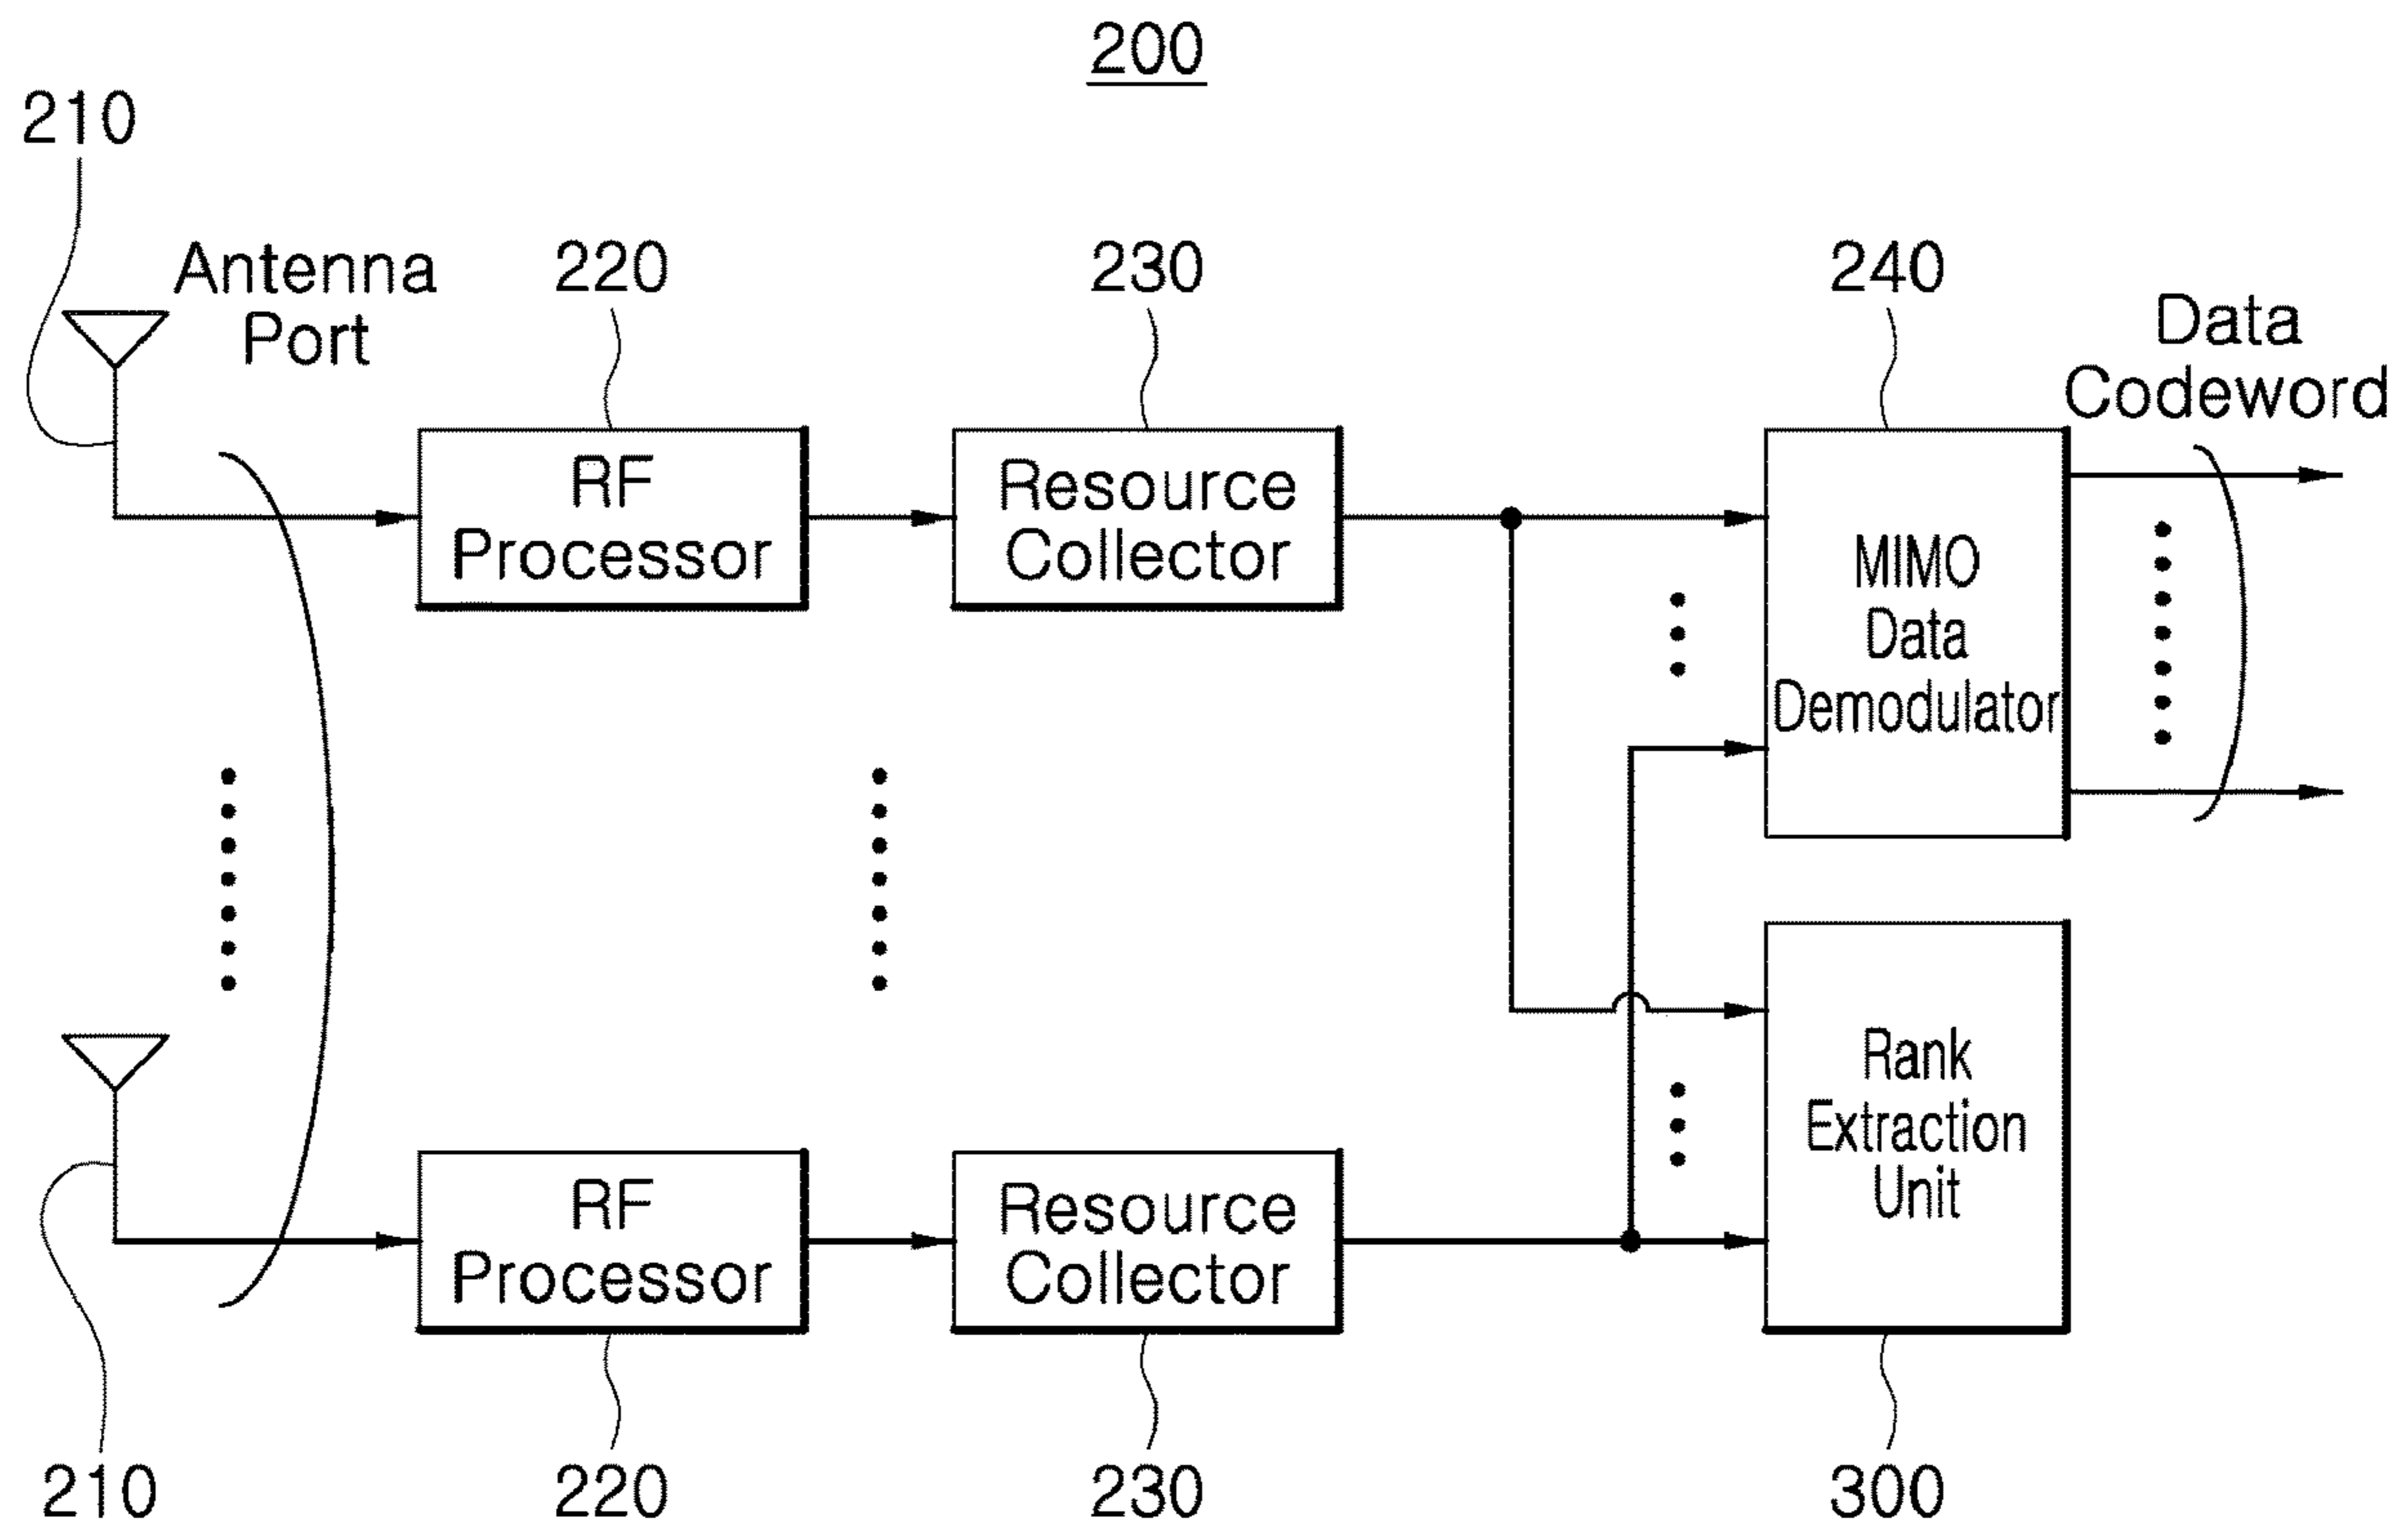 200
210
Antenna
Port
220
230
240
Data
Codeword
RF
Processor
Resource
Collector
MIMO
Data
Demodulator
RF
Processor
Resource
Collector
Rank
Extraction
Unit
210
220
230
300